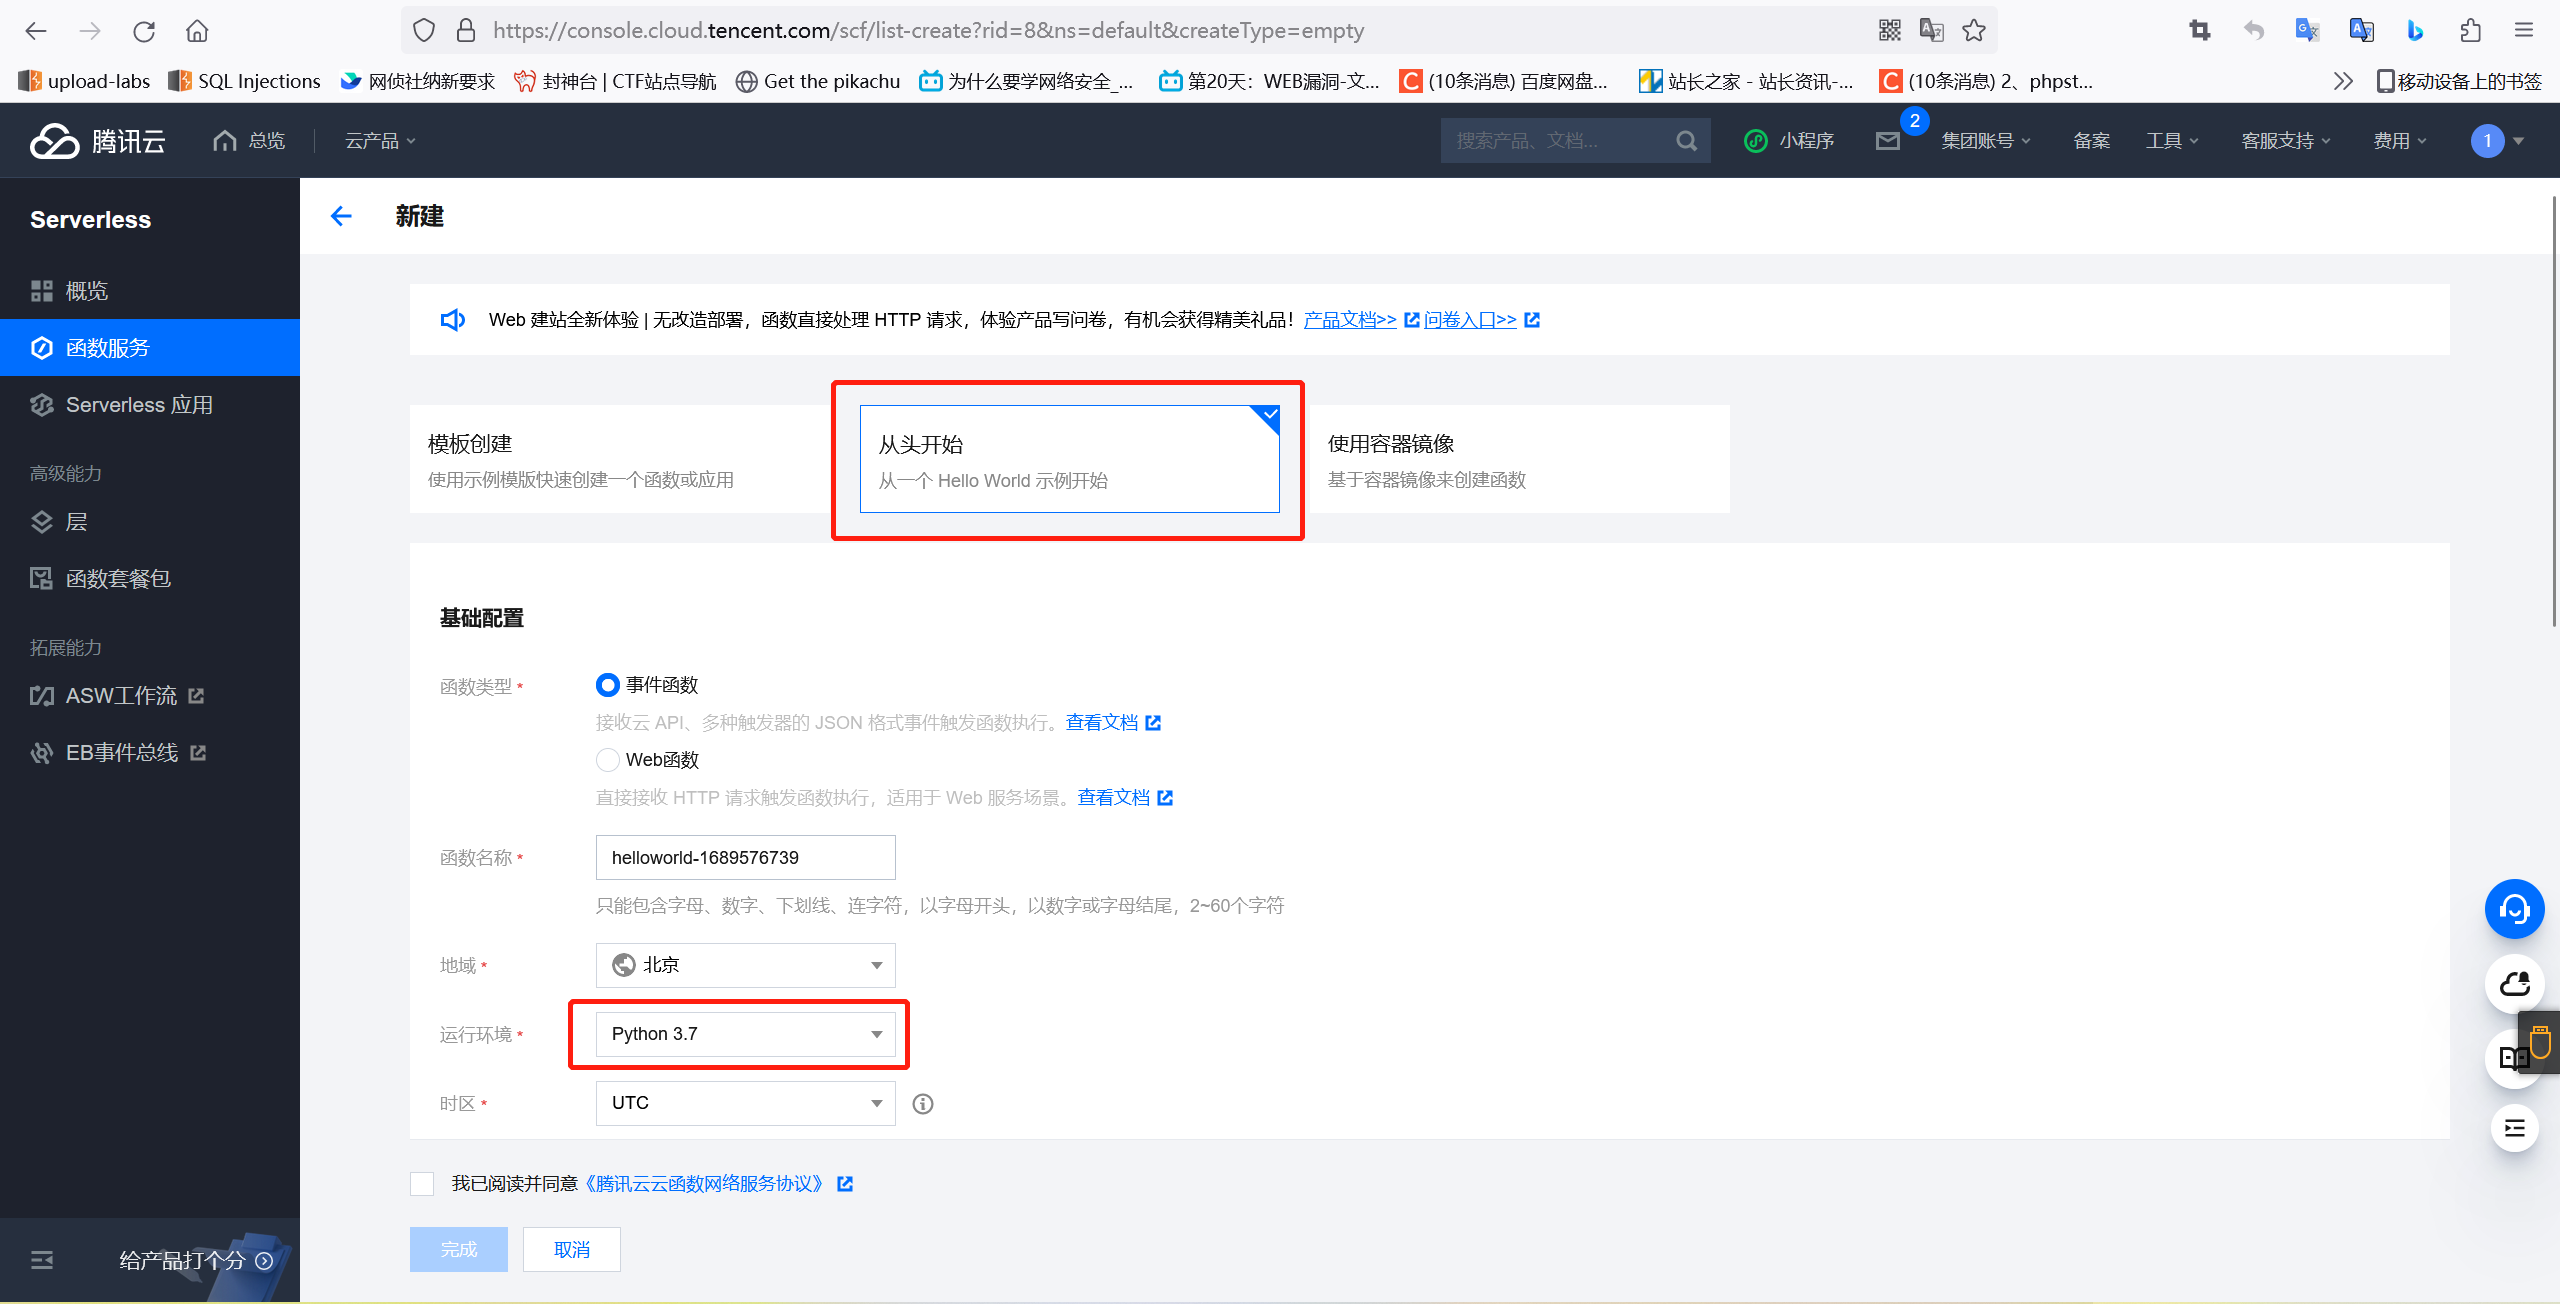 https://console.cloud.tencent.com/scf/list-create?rid=8&ns=default&createType=empty
upload-labs
SQL Injections
网侦社纳新要求
封神台 | CTF站点导航
Get the pikachu
为什么要学网络安全_...
第20天：WEB漏洞-文...
(10条消息) 百度网盘...
站长之家 - 站长资讯-...
(10条消息) 2、phpst...
移动设备上的书签
腾讯云
总览
云产品
搜索产品、文档...
小程序
2
集团账号
备案
工具
客服支持
费用
1
Serverless
概览
函数服务
Serverless 应用
高级能力
层
函数套餐包
拓展能力
ASW工作流
EB事件总线
给产品打个分
新建
Web 建站全新体验 | 无改造部署，函数直接处理 HTTP 请求，体验产品写问卷，有机会获得精美礼品！产品文档>> 问卷入口>>
模板创建
使用示例模版快速创建一个函数或应用
从头开始
从一个 Hello World 示例开始
使用容器镜像
基于容器镜像来创建函数
基础配置
函数类型 *
事件函数
接收云 API、多种触发器的 JSON 格式事件触发函数执行。查看文档
Web函数
直接接收 HTTP 请求触发函数执行，适用于 Web 服务场景。查看文档
函数名称 *
helloworld-1689576739
只能包含字母、数字、下划线、连字符，以字母开头，以数字或字母结尾，2~60个字符
地域 *
北京
运行环境 *
Python 3.7
时区 *
UTC
我已阅读并同意《腾讯云云函数网络服务协议》
完成
取消